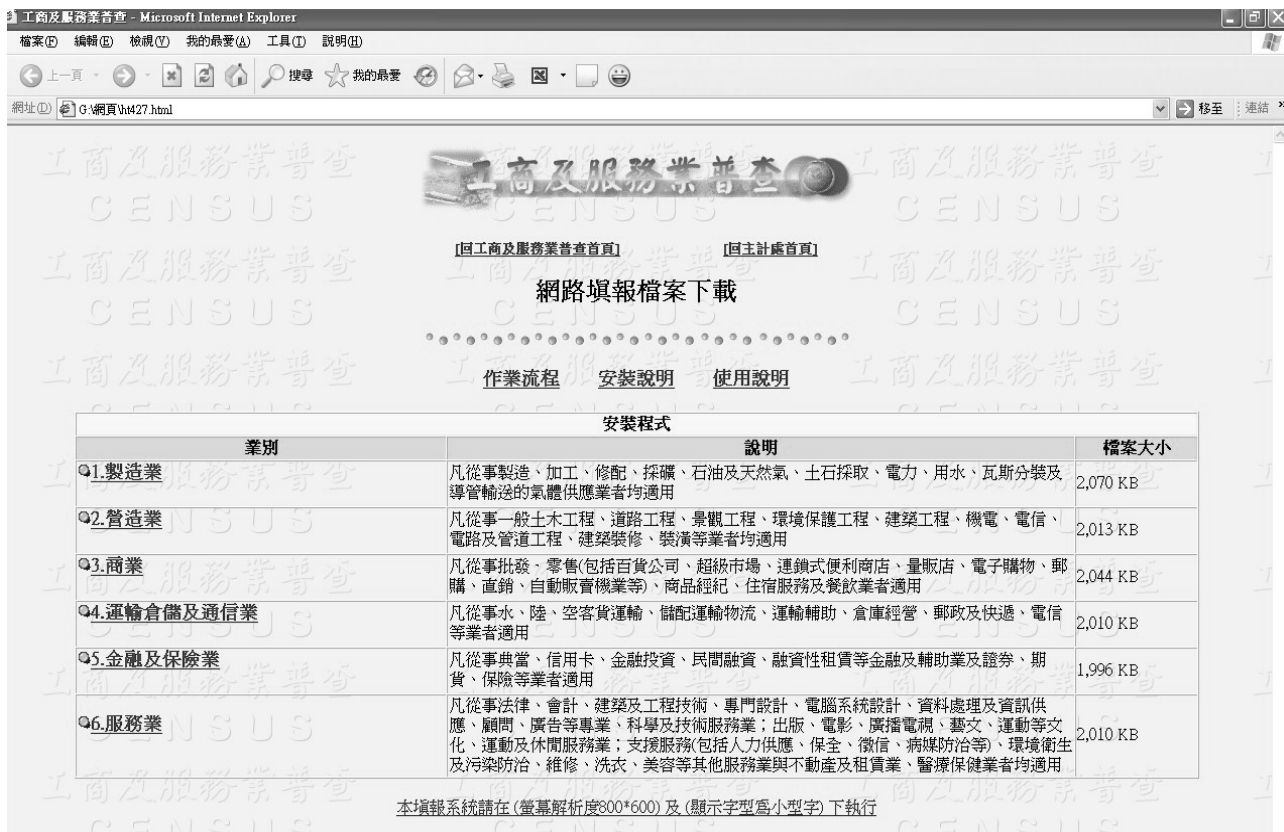 工商及服務業普查 - Microsoft Internet Explorer
檔案(F) 編輯(E) 檢視(V) 我的最愛(A) 工具(T) 說明(H)
上一頁 搜尋 我的最愛
網址(D) G:\網頁\ht427.html 移至 連結 »
工商及服務業普查
CENSUS
[回工商及服務業普查首頁] [回主計處首頁]
網路填報檔案下載
作業流程 安裝說明 使用說明
安裝程式
業別 說明 檔案大小
1.製造業 凡從事製造、加工、修配、採礦、石油及天然氣、土石採取、電力、用水、瓦斯分裝及
導管輸送的氣體供應業者均適用 2,070 KB
2.營造業 凡從事一般土木工程、道路工程、景觀工程、環境保護工程、建築工程、機電、電信、
電路及管道工程、建築裝修、裝潢等業者均適用 2,013 KB
3.商業 凡從事批發、零售(包括百貨公司、超級市場、連鎖式便利商店、量販店、電子購物、郵
購、直銷、自動販賣機業等)、商品經紀、住宿服務及餐飲業者適用 2,044 KB
4.運輸倉儲及通信業 凡從事水、陸、空客貨運輸、儲配運輸物流、運輸輔助、倉庫經營、郵政及快遞、電信
等業者適用 2,010 KB
5.金融及保險業 凡從事典當、信用卡、金融投資、民間融資、融資性租賃等金融及輔助業及證券、期
貨、保險等業者適用 1,996 KB
6.服務業 凡從事法律、會計、建築及工程技術、專門設計、電腦系統設計、資料處理及資訊供
應、顧問、廣告等專業、科學及技術服務業；出版、電影、廣播電視、藝文、運動等文
化、運動及休閒服務業；支援服務(包括人力供應、保全、徵信、病媒防治等)、環境衛生
及污染防治、維修、洗衣、美容等其他服務業與不動產及租賃業、醫療保健業者均適用 2,010 KB
本填報系統請在 (螢幕解析度800*600) 及 (顯示字型為小型字) 下執行